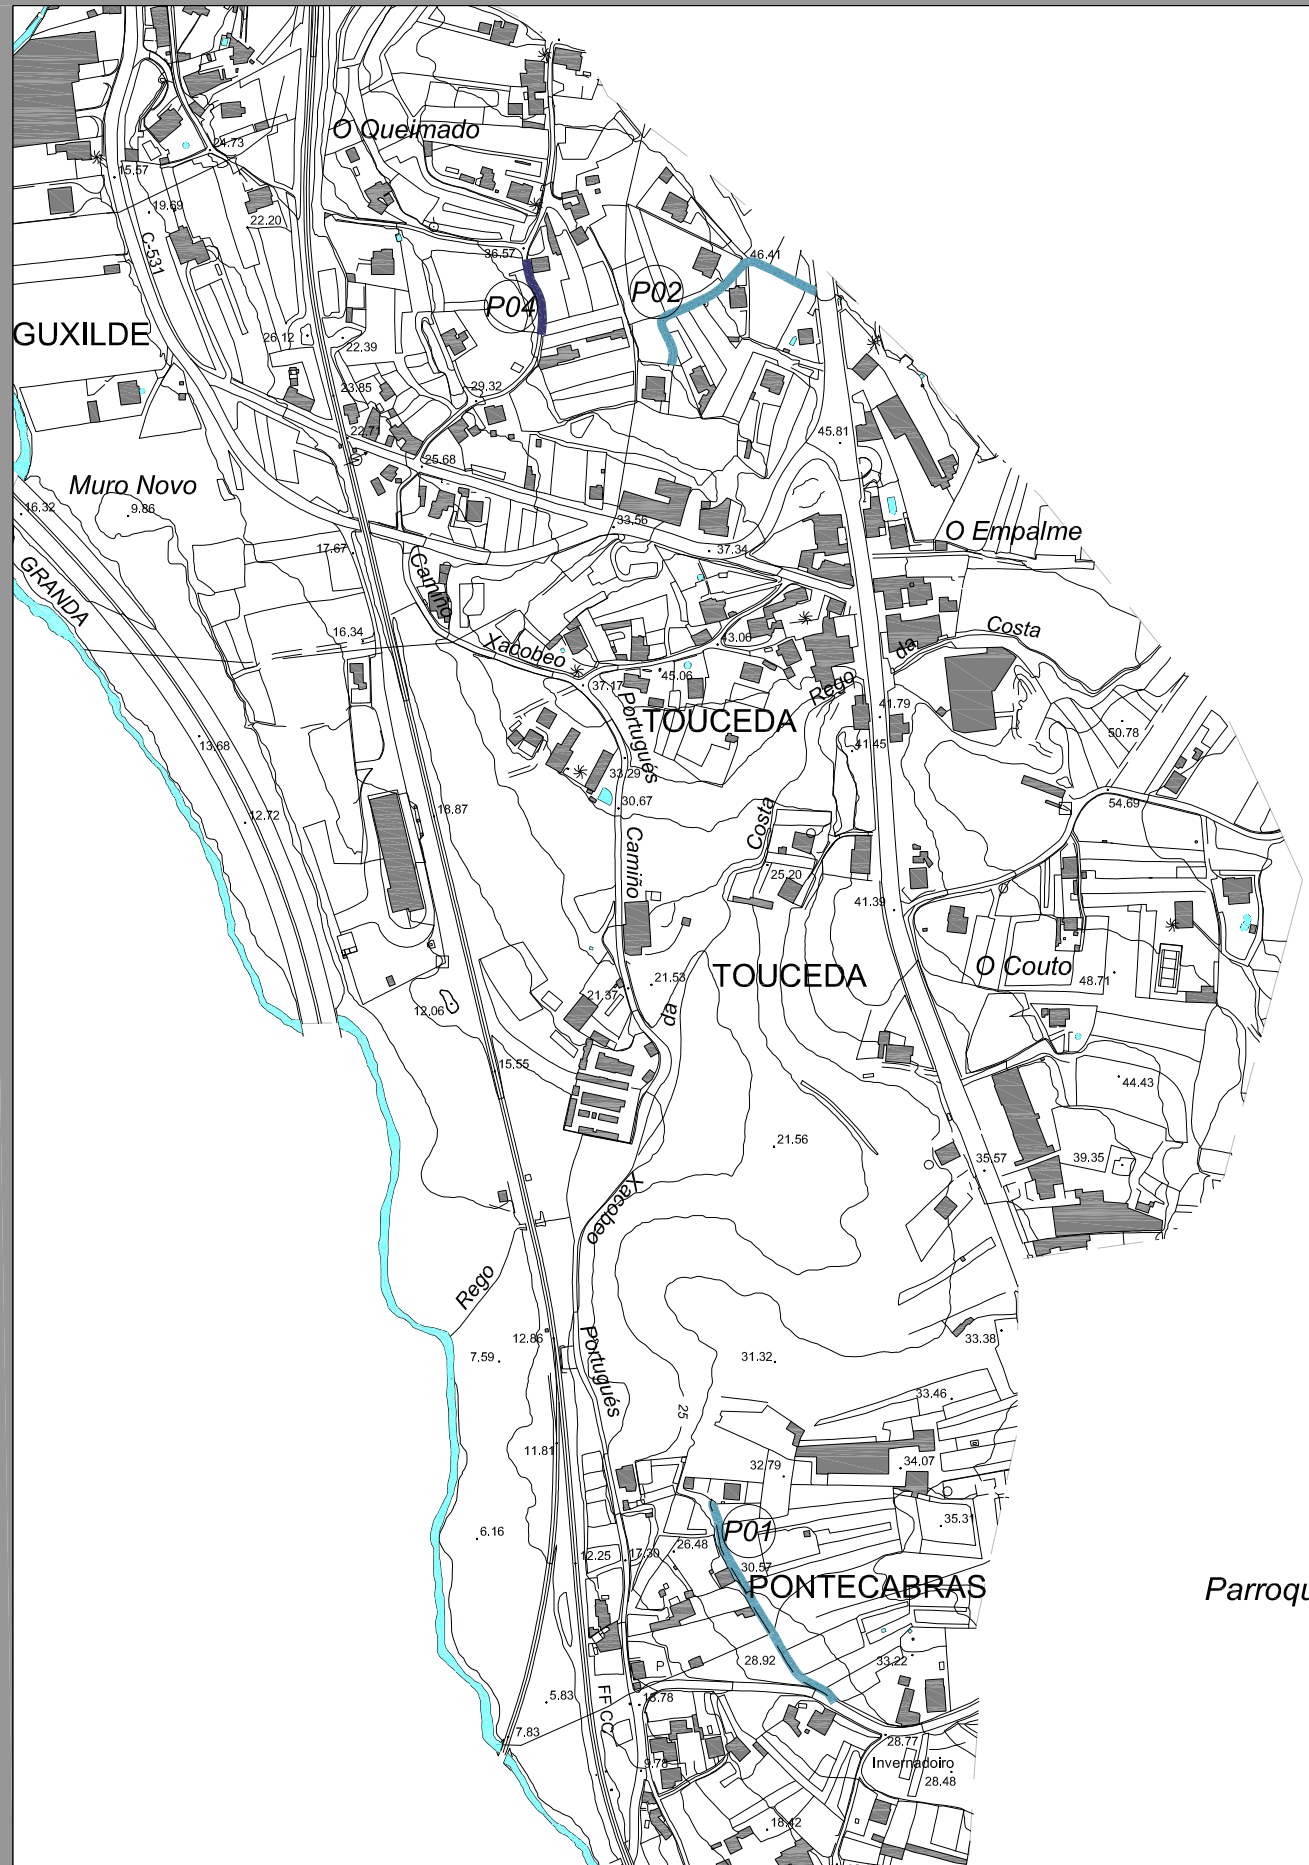 O Queimado
24.73
15.57
19.69
22.20
C-531
36.57
46.41
P02
P04
GUXILDE
26.12
22.39
23.85
29.32
22.71
45.81
25.68
Muro Novo
9.86
16.32
33.56
O Empalme
17.67
37.34
GRANDA
Camiño
Costa
16.34
43.06
Xacobeo
da
45.06
37.17
Rego
Portugués
TOUCEDA
41.79
50.78
13.68
41.45
33.29
30.67
54.69
18.87
12.72
Costa
Camiño
25.20
41.39
TOUCEDA
O Couto
21.53
48.71
21.37
12.06
da
15.55
44.43
21.56
35.57
39.35
Xacobeo
Rego
12.86
33.38
7.59
Portugués
31.32
33.46
25
11.81
32.79
34.07
35.31
P01
6.16
26.48
12.25
17.30
30.57
PONTECABRAS
Parroqu
28.92
33.22
P
5.83
FF.CC.
13.78
7.83
28.77
9.78
Invernadoiro
28.48
18.42